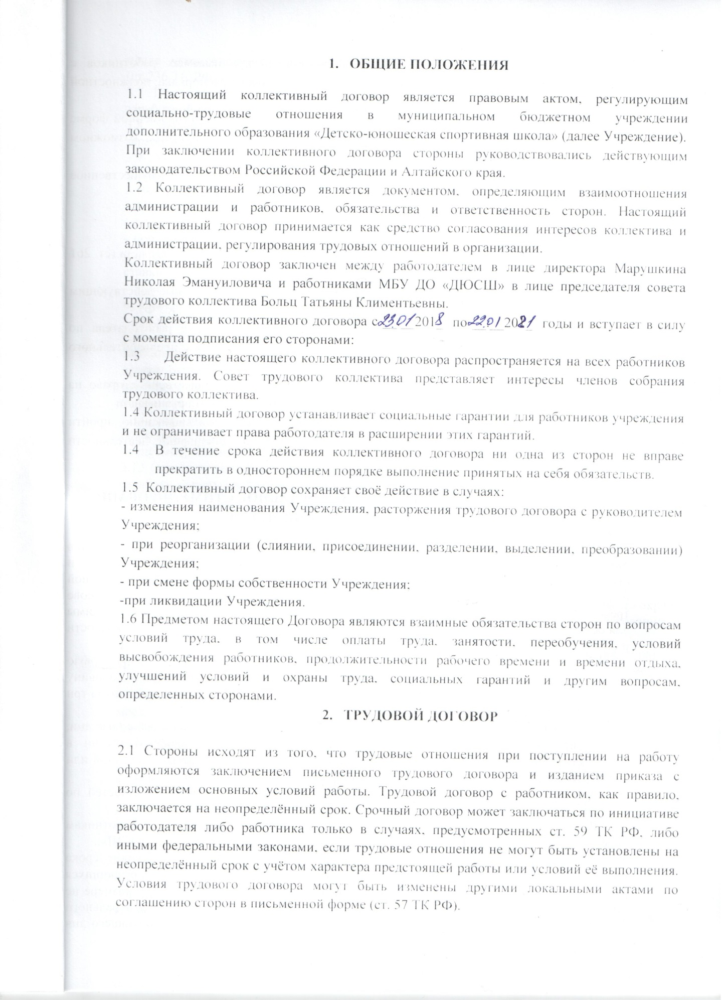 1. ОБЩИЕ ПОЛОЖЕНИЯ
1.1 Настоящий коллективный договор является правовым актом, регулирующим
социально-трудовые отношения в муниципальном бюджетном учреждении
дополнительного образования «Детско-юношеская спортивная школа» (далее Учреждение).
При заключении коллективного договора стороны руководствовались действующим
законодательством Российской Федерации и Алтайского края.
1.2 Коллективный договор является документом, определяющим взаимоотношения
администрации и работников, обязательства и ответственность сторон. Настоящий
коллективный договор принимается как средство согласования интересов коллектива и
администрации, регулирования трудовых отношений в организации.
Коллективный договор заключен между работодателем в лице директора Марушкина
Николая Эмануиловича и работниками МБУ ДО «ДЮСШ» в лице председателя совета
трудового коллектива Больц Татьяны Климентьевны.
Срок действия коллективного договора с 23.01 2018 по 22.01 2021 годы и вступает в силу
с момента подписания его сторонами:
1.3 Действие настоящего коллективного договора распространяется на всех работников
Учреждения. Совет трудового коллектива представляет интересы членов собрания
трудового коллектива.
1.4 Коллективный договор устанавливает социальные гарантии для работников учреждения
и не ограничивает права работодателя в расширении этих гарантий.
1.4 В течение срока действия коллективного договора ни одна из сторон не вправе
прекратить в одностороннем порядке выполнение принятых на себя обязательств.
1.5 Коллективный договор сохраняет своё действие в случаях:
- изменения наименования Учреждения, расторжения трудового договора с руководителем
Учреждения;
- при реорганизации (слиянии, присоединении, разделении, выделении, преобразовании)
Учреждения;
- при смене формы собственности Учреждения;
-при ликвидации Учреждения.
1.6 Предметом настоящего Договора являются взаимные обязательства сторон по вопросам
условий труда, в том числе оплаты труда, занятости, переобучения, условий
высвобождения работников, продолжительности рабочего времени и времени отдыха,
улучшений условий и охраны труда, социальных гарантий и другим вопросам,
определенных сторонами.
2. ТРУДОВОЙ ДОГОВОР
2.1 Стороны исходят из того, что трудовые отношения при поступлении на работу
оформляются заключением письменного трудового договора и изданием приказа с
изложением основных условий работы. Трудовой договор с работником, как правило,
заключается на неопределённый срок. Срочный договор может заключаться по инициативе
работодателя либо работника только в случаях, предусмотренных ст. 59 ТК РФ, либо
иными федеральными законами, если трудовые отношения не могут быть установлены на
неопределённый срок с учётом характера предстоящей работы или условий её выполнения.
Условия трудового договора могут быть изменены другими локальными актами по
соглашению сторон в письменной форме (ст. 57 ТК РФ).